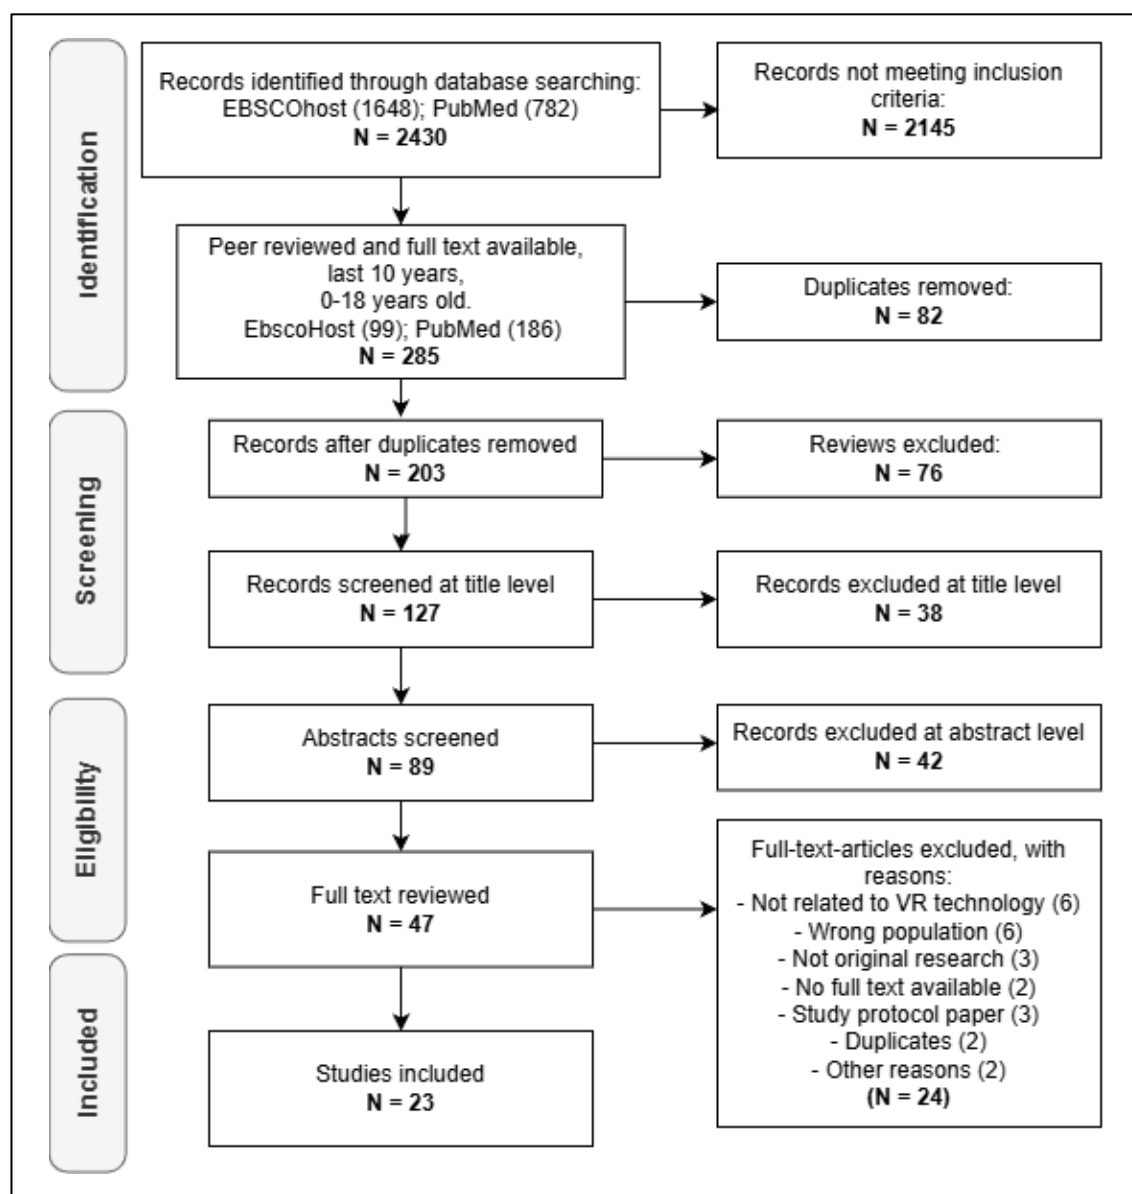 Identification
Records identified through database searching:
EBSCOhost (1648); PubMed (782)
N = 2430
Records not meeting inclusion
criteria:
N = 2145
Peer reviewed and full text available,
last 10 years,
0-18 years old.
EbscoHost (99); PubMed (186)
N = 285
Duplicates removed:
N = 82
Screening
Records after duplicates removed
N = 203
Reviews excluded:
N = 76
Records screened at title level
N = 127
Records excluded at title level
N = 38
Eligibility
Abstracts screened
N = 89
Records excluded at abstract level
N = 42
Full text reviewed
N = 47
Full-text-articles excluded, with
reasons:
- Not related to VR technology (6)
- Wrong population (6)
- Not original research (3)
- No full text available (2)
- Study protocol paper (3)
- Duplicates (2)
- Other reasons (2)
(N = 24)
Included
Studies included
N = 23